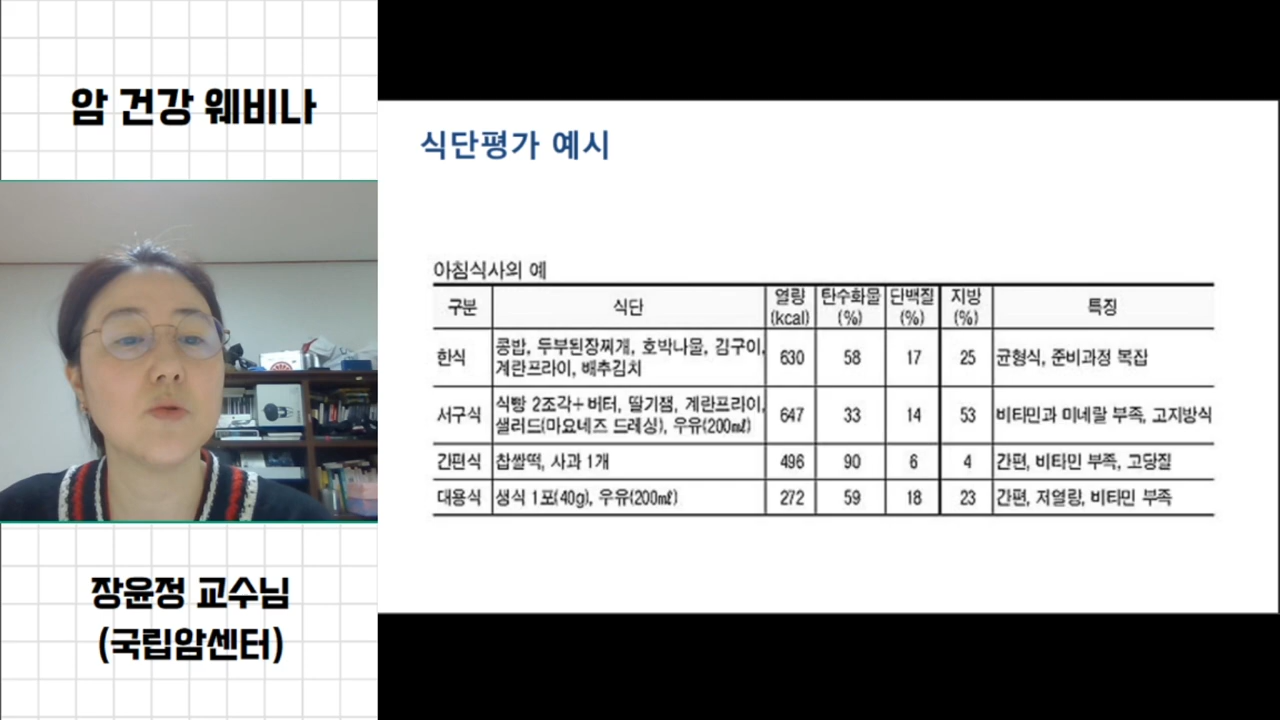 암 건강 웨비나
장윤정 교수님
(국립암센터)
식단평가 예시
아침식사의 예
구분 식단 열량(kcal) 탄수화물(%) 단백질(%) 지방(%) 특징
한식 콩밥, 두부된장찌개, 호박나물, 김구이, 계란프라이, 배추김치 630 58 17 25 균형식, 준비과정 복잡
서구식 식빵 2조각+버터, 딸기잼, 계란프라이, 샐러드(마요네즈 드레싱), 우유(200㎖) 647 33 14 53 비타민과 미네랄 부족, 고지방식
간편식 찹쌀떡, 사과 1개 496 90 6 4 간편, 비타민 부족, 고당질
대용식 생식 1포(40g), 우유(200㎖) 272 59 18 23 간편, 저열량, 비타민 부족